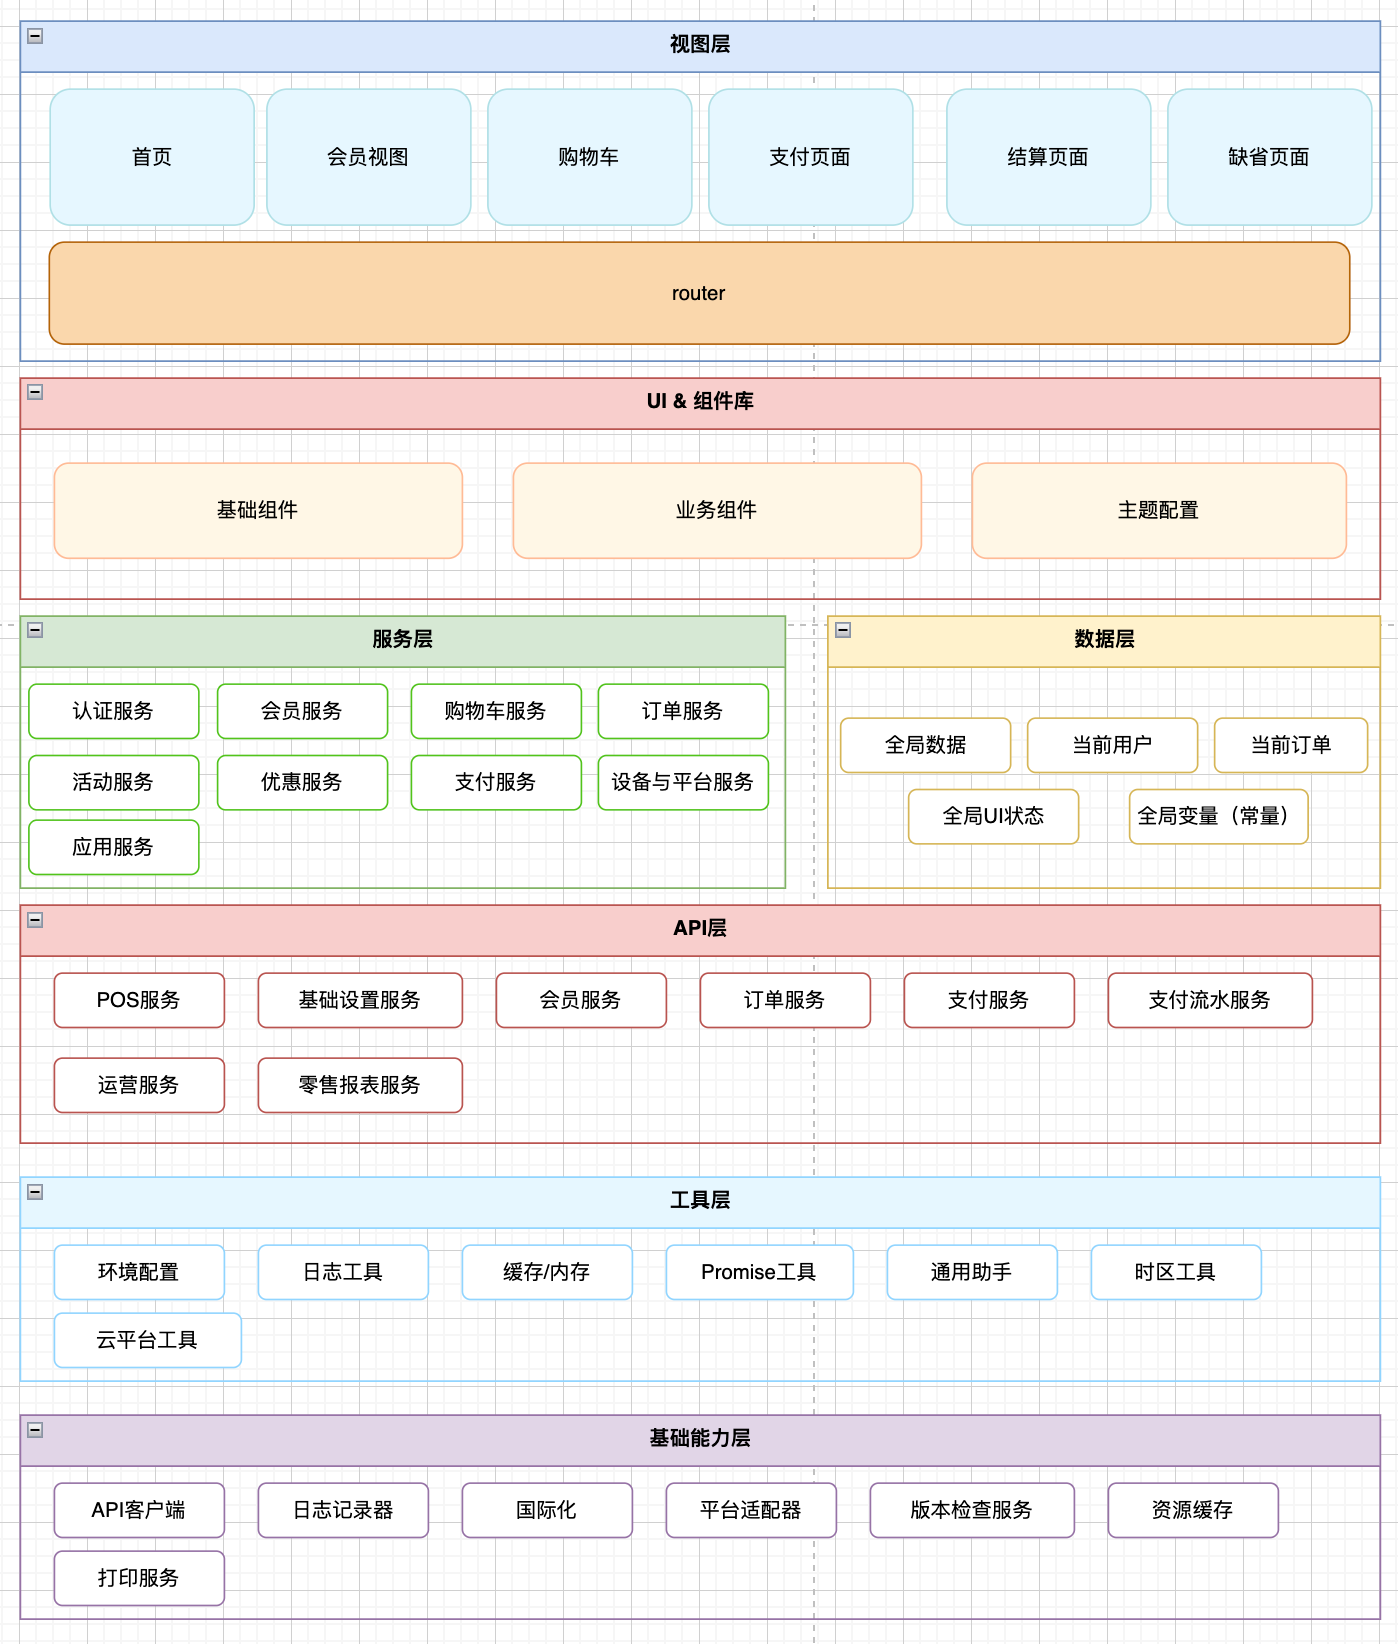 视图层
首页
会员视图
购物车
支付页面
结算页面
缺省页面
router
UI & 组件库
基础组件
业务组件
主题配置
服务层
认证服务
会员服务
购物车服务
订单服务
活动服务
优惠服务
支付服务
设备与平台服务
应用服务
数据层
全局数据
当前用户
当前订单
全局UI状态
全局变量（常量）
API层
POS服务
基础设置服务
会员服务
订单服务
支付服务
支付流水服务
运营服务
零售报表服务
工具层
环境配置
日志工具
缓存/内存
Promise工具
通用助手
时区工具
云平台工具
基础能力层
API客户端
日志记录器
国际化
平台适配器
版本检查服务
资源缓存
打印服务